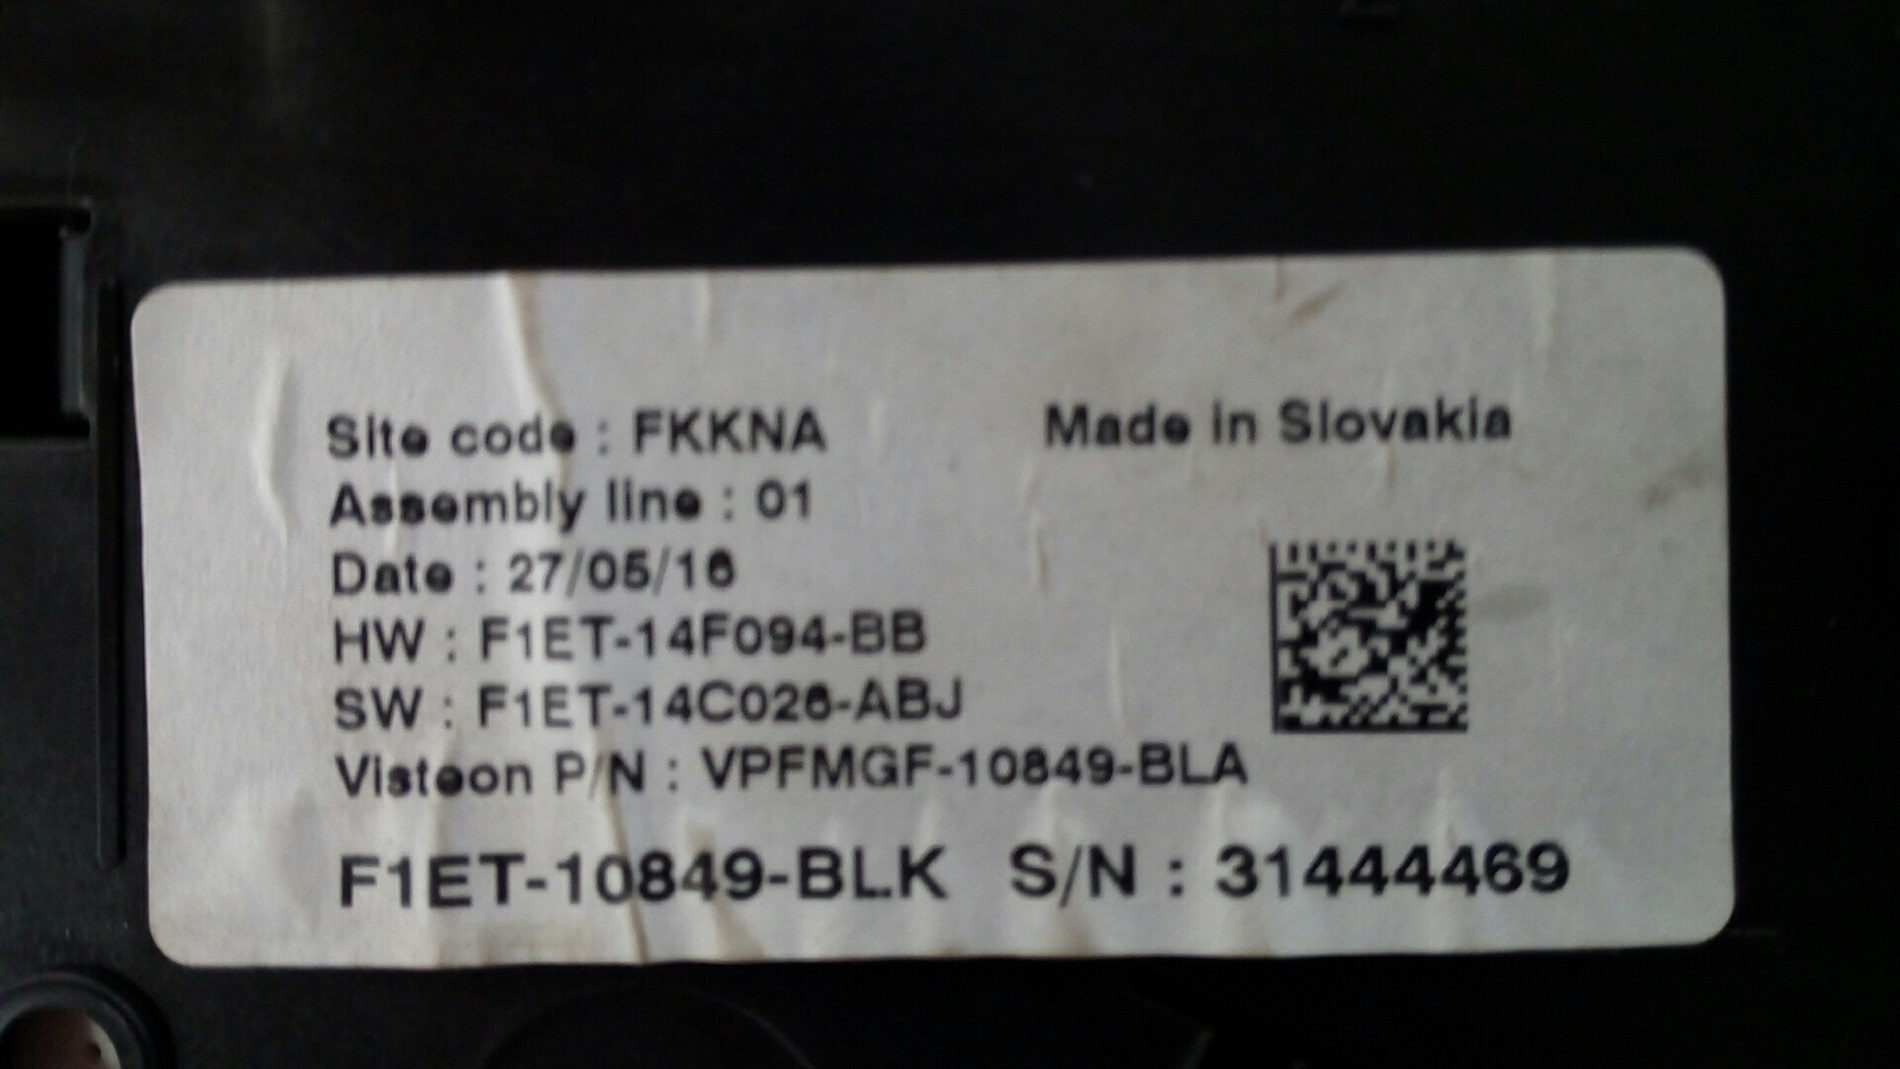 Site code : FKKNA Made in Slovakia
Assembly line : 01
Date : 27/05/16
HW : F1ET-14F094-BB
SW : F1ET-14C026-ABJ
Visteon P/N : VPFMGF-10849-BLA
F1ET-10849-BLK S/N : 31444469